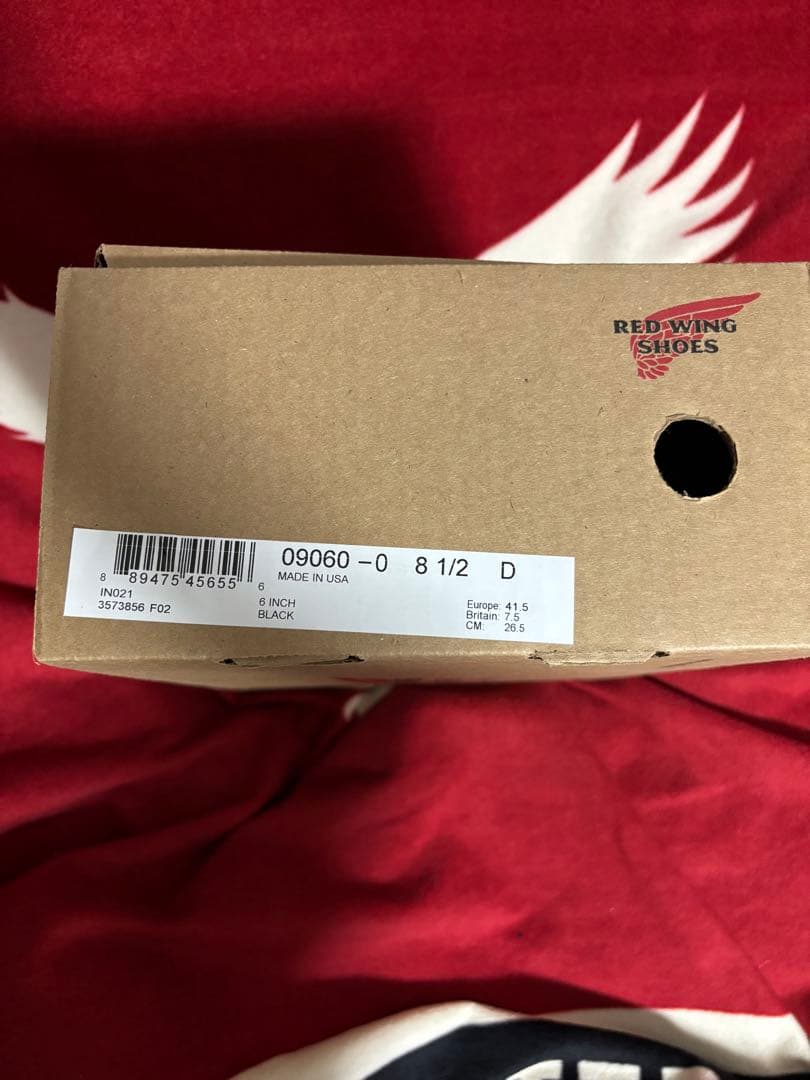 RED WING
SHOES
09060 – 0 8 1/2 D
MADE IN USA
8 89475 45655 6
IN021
3573856 F02
6 INCH
BLACK
Europe: 41.5
Britain: 7.5
CM: 26.5